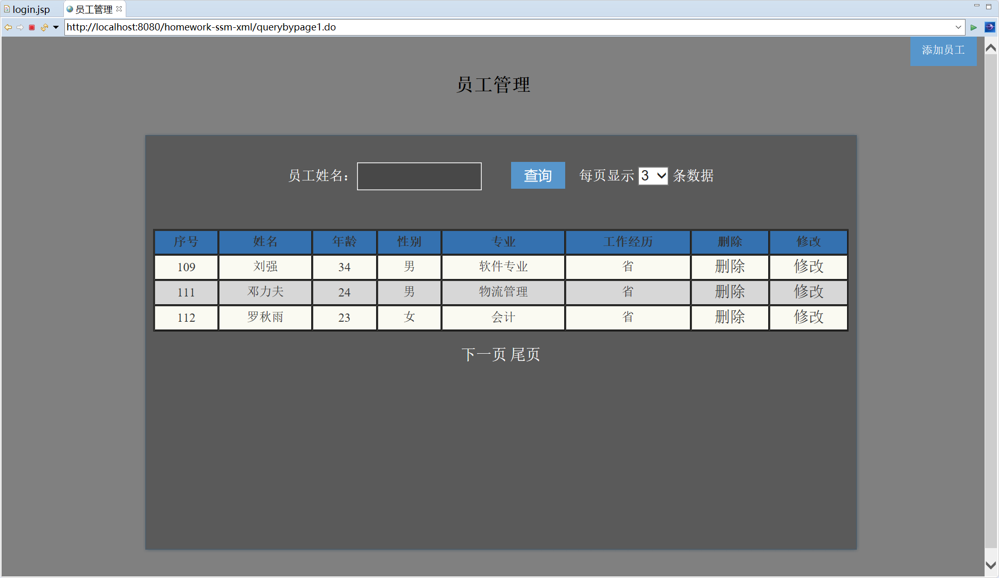 login.jsp 员工管理
http://localhost:8080/homework-ssm-xml/querybypage1.do
添加员工
员工管理
员工姓名： 查询 每页显示 3 条数据
序号 姓名 年龄 性别 专业 工作经历 删除 修改
109 刘强 34 男 软件专业 省 删除 修改
111 邓力夫 24 男 物流管理 省 删除 修改
112 罗秋雨 23 女 会计 省 删除 修改
下一页 尾页